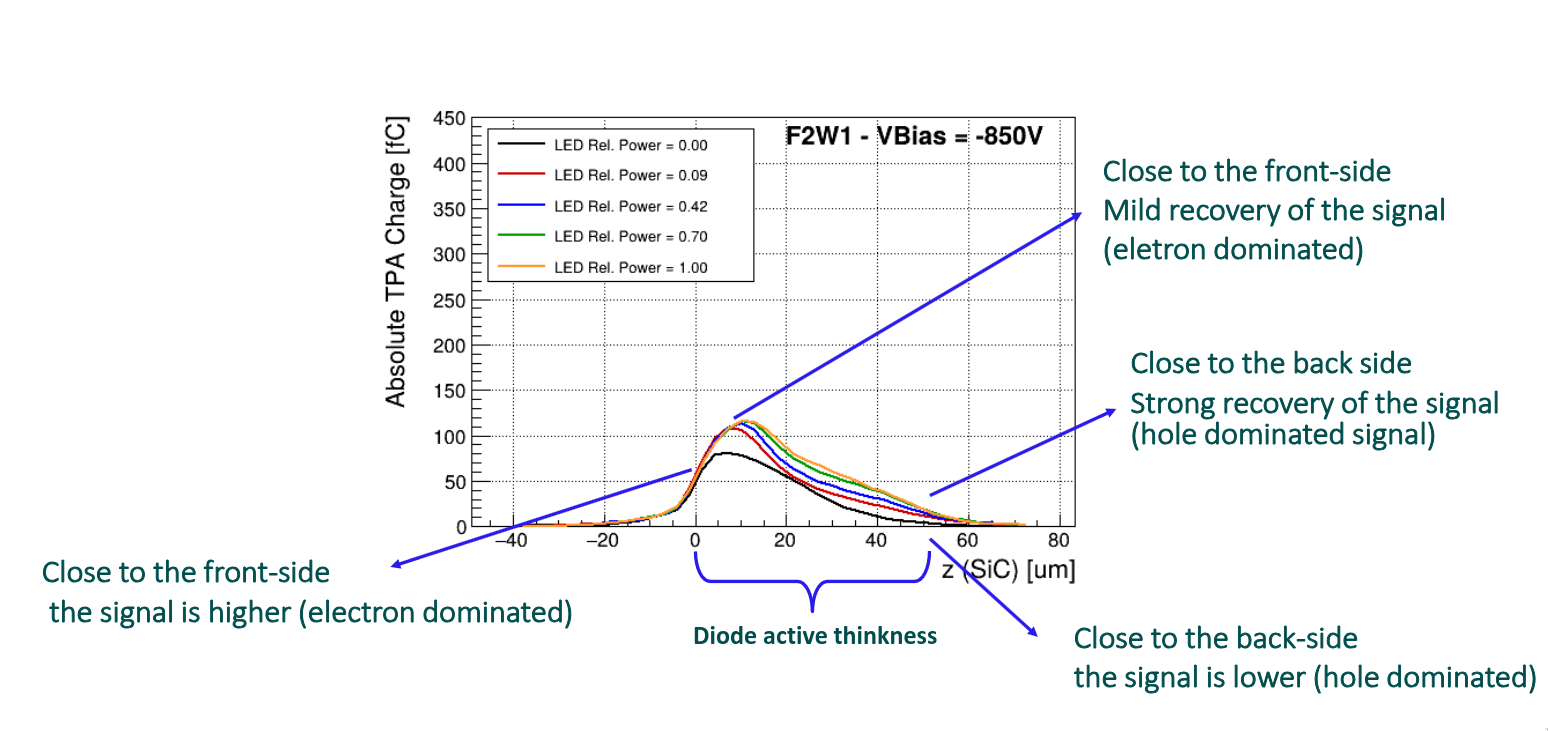 F2W1 - VBias = -850V
Absolute TPA Charge [fC]
450
400
350
300
250
200
150
100
50
0
LED Rel. Power = 0.00
LED Rel. Power = 0.09
LED Rel. Power = 0.42
LED Rel. Power = 0.70
LED Rel. Power = 1.00
−40
−20
0
20
40
60
80
z (SiC) [um]
Close to the front-side
Mild recovery of the signal
(eletron dominated)
Close to the back side
Strong recovery of the signal
(hole dominated signal)
Close to the front-side
the signal is higher (electron dominated)
Diode active thinkness
Close to the back-side
the signal is lower (hole dominated)